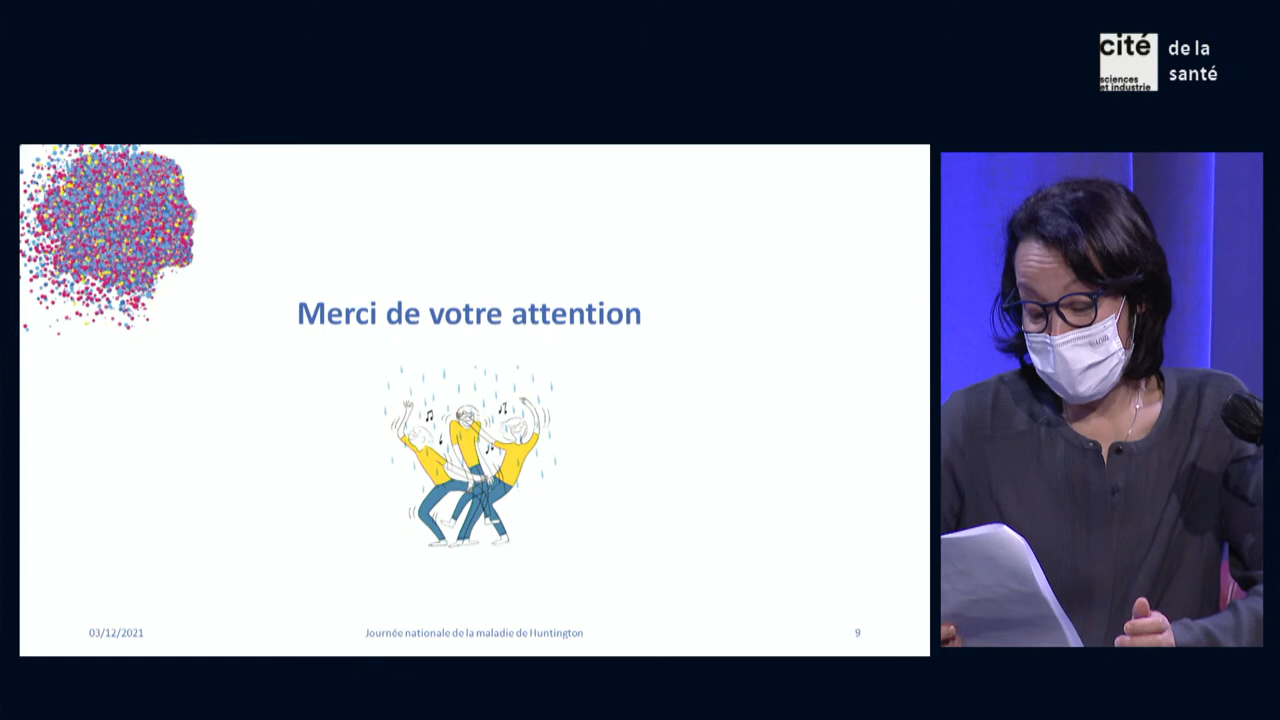 cité
sciences
et industrie
de la
santé
Merci de votre attention
03/12/2021
Journée nationale de la maladie de Huntington
9